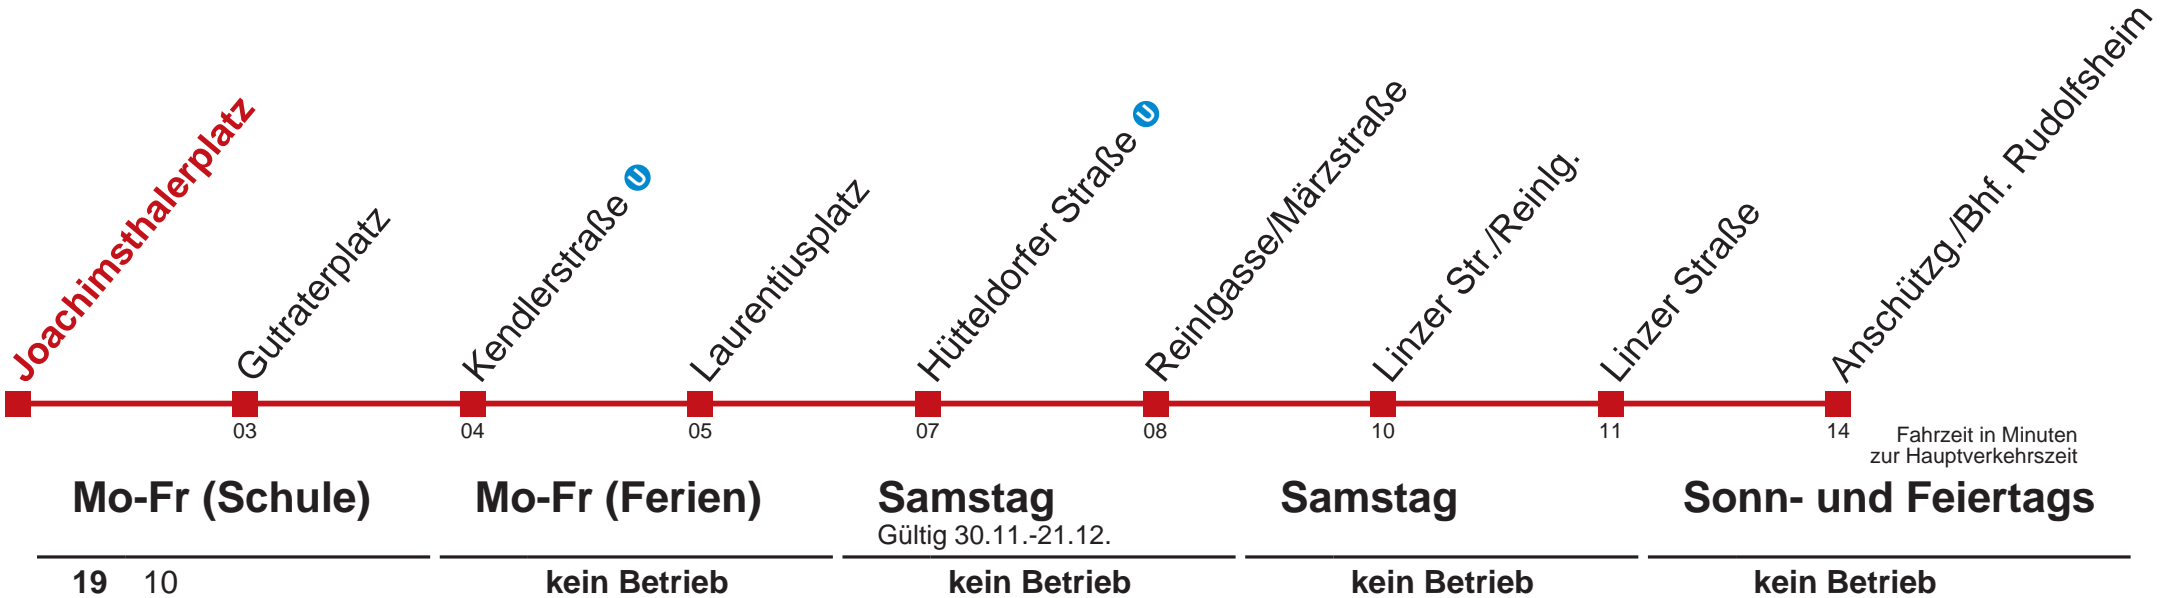 Joachimsthalerplatz
Gutraterplatz
Kendlerstraße U
Laurentiusplatz
Hütteldorfer Straße U
Reinlgasse/Märzstraße
Linzer Str./Reinlg.
Linzer Straße
Anschützg./Bhf. Rudolfsheim
03 04 05 07 08 10 11 14
Fahrzeit in Minuten
zur Hauptverkehrszeit
Mo-Fr (Schule) Mo-Fr (Ferien) Samstag Samstag Sonn- und Feiertags
Gültig 30.11.-21.12.
19 10 kein Betrieb kein Betrieb kein Betrieb kein Betrieb